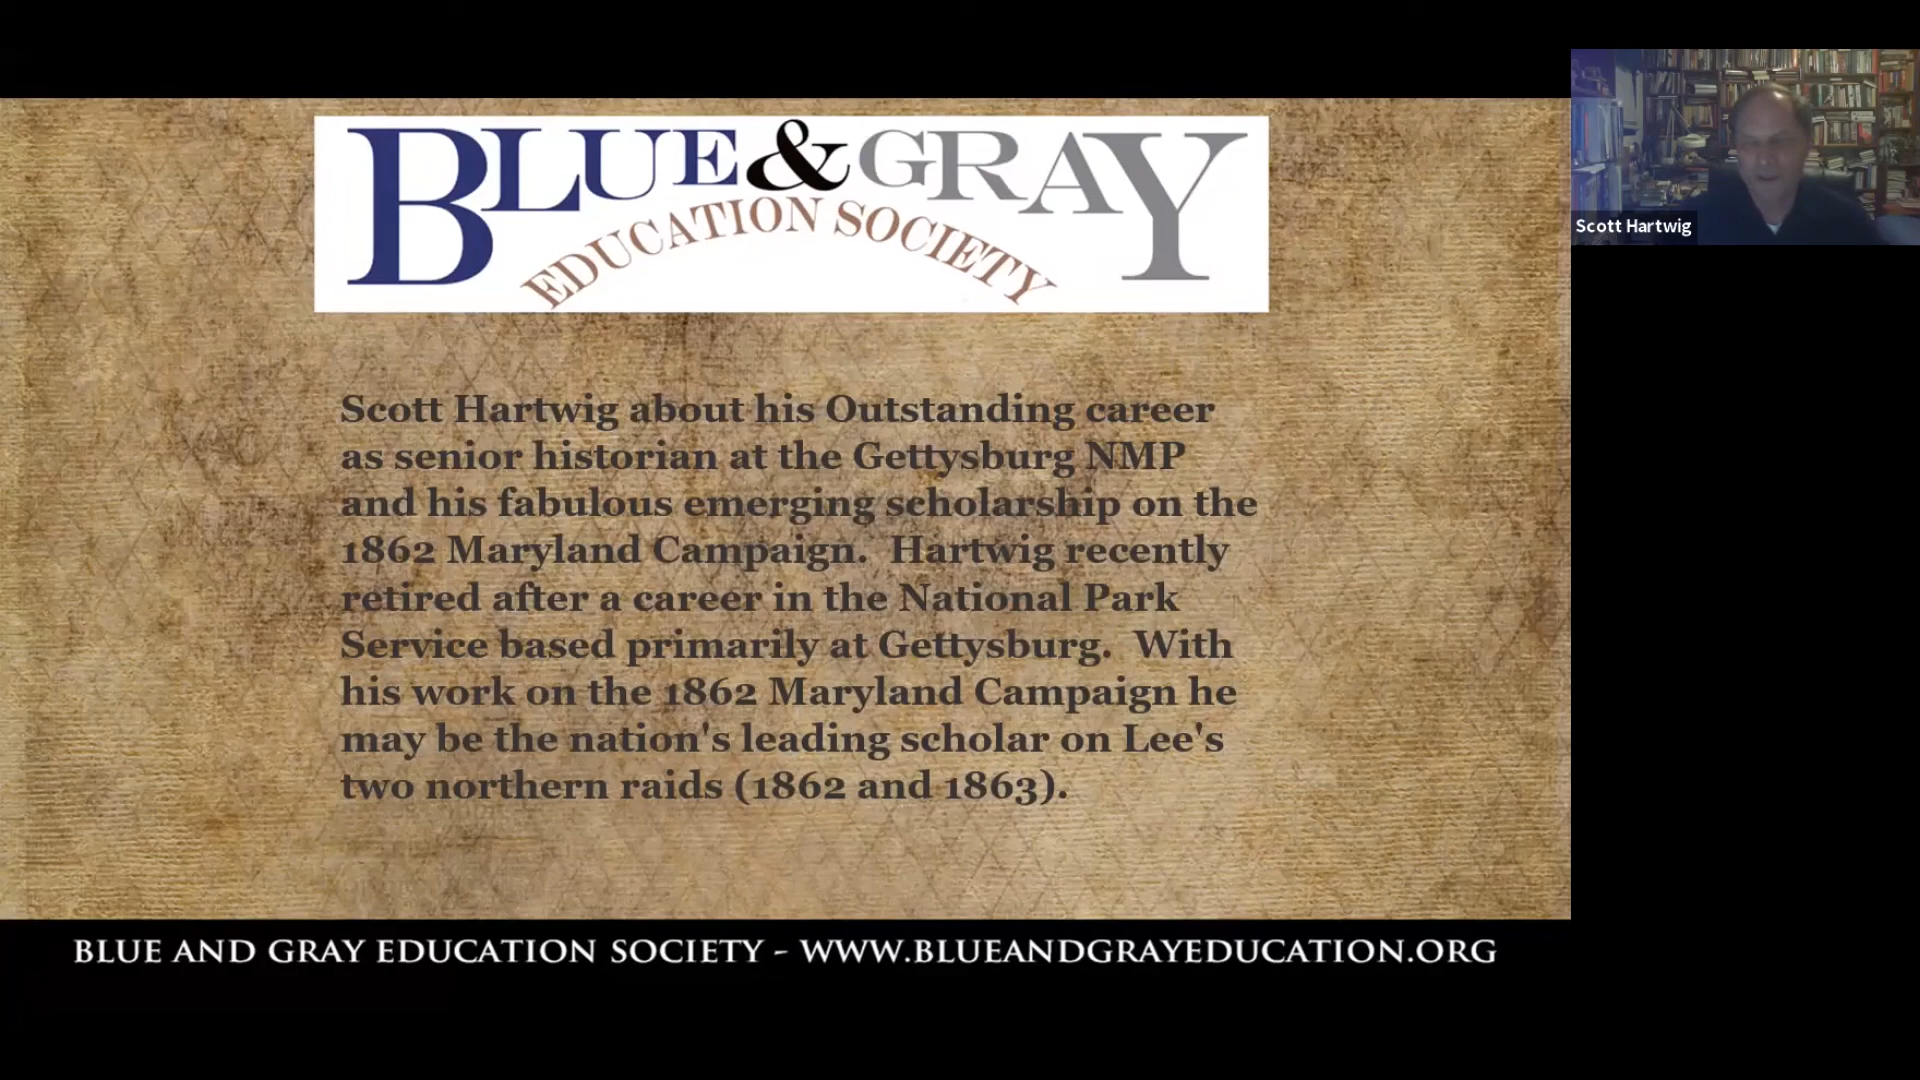 BLUE & GRAY
EDUCATION SOCIETY
Scott Hartwig
Scott Hartwig about his Outstanding career
as senior historian at the Gettysburg NMP
and his fabulous emerging scholarship on the
1862 Maryland Campaign.  Hartwig recently
retired after a career in the National Park
Service based primarily at Gettysburg.  With
his work on the 1862 Maryland Campaign he
may be the nation's leading scholar on Lee's
two northern raids (1862 and 1863).
BLUE AND GRAY EDUCATION SOCIETY - WWW.BLUEANDGRAYEDUCATION.ORG